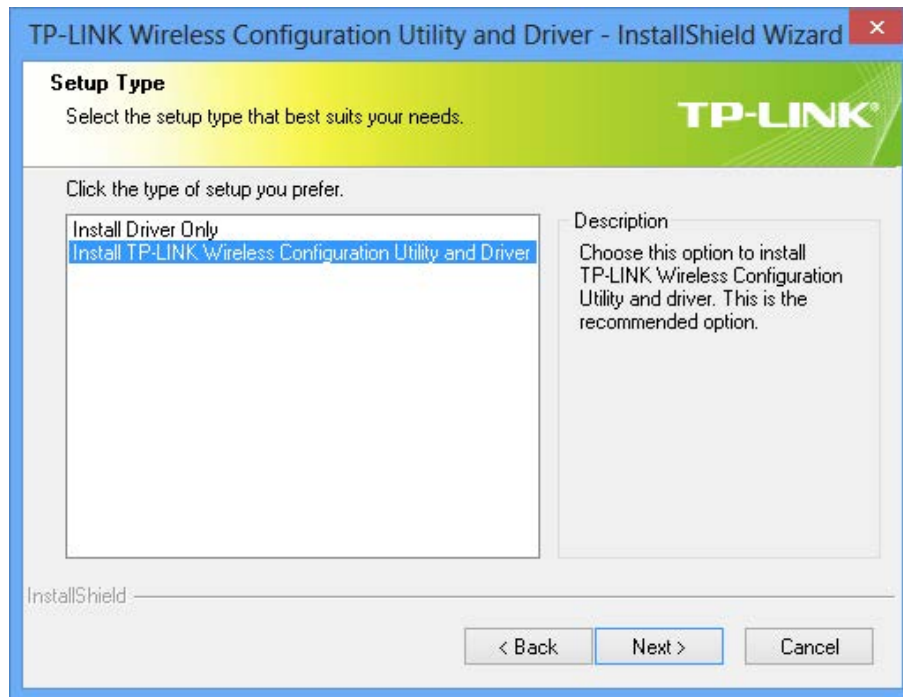 TP-LINK Wireless Configuration Utility and Driver - InstallShield Wizard
Setup Type
Select the setup type that best suits your needs.
TP-LINK®
Click the type of setup you prefer.
Install Driver Only
Install TP-LINK Wireless Configuration Utility and Driver
Description
Choose this option to install
TP-LINK Wireless Configuration
Utility and driver. This is the
recommended option.
InstallShield
< Back
Next >
Cancel